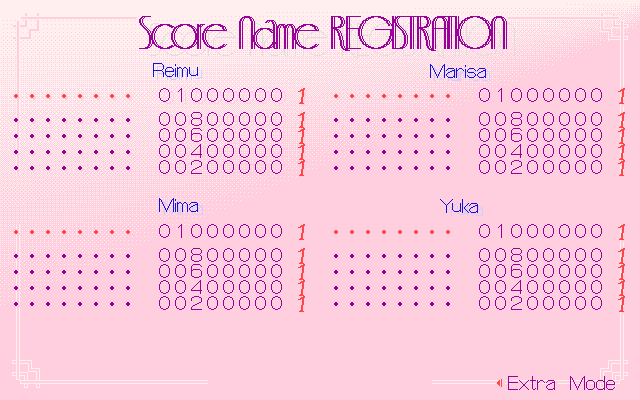 Score Name REGISTRATION
Reimu
........ 01000000 1
........ 00800000 1
........ 00600000 1
........ 00400000 1
........ 00200000 1
Marisa
........ 01000000 1
........ 00800000 1
........ 00600000 1
........ 00400000 1
........ 00200000 1
Mima
........ 01000000 1
........ 00800000 1
........ 00600000 1
........ 00400000 1
........ 00200000 1
Yuka
........ 01000000 1
........ 00800000 1
........ 00600000 1
........ 00400000 1
........ 00200000 1
Extra Mode